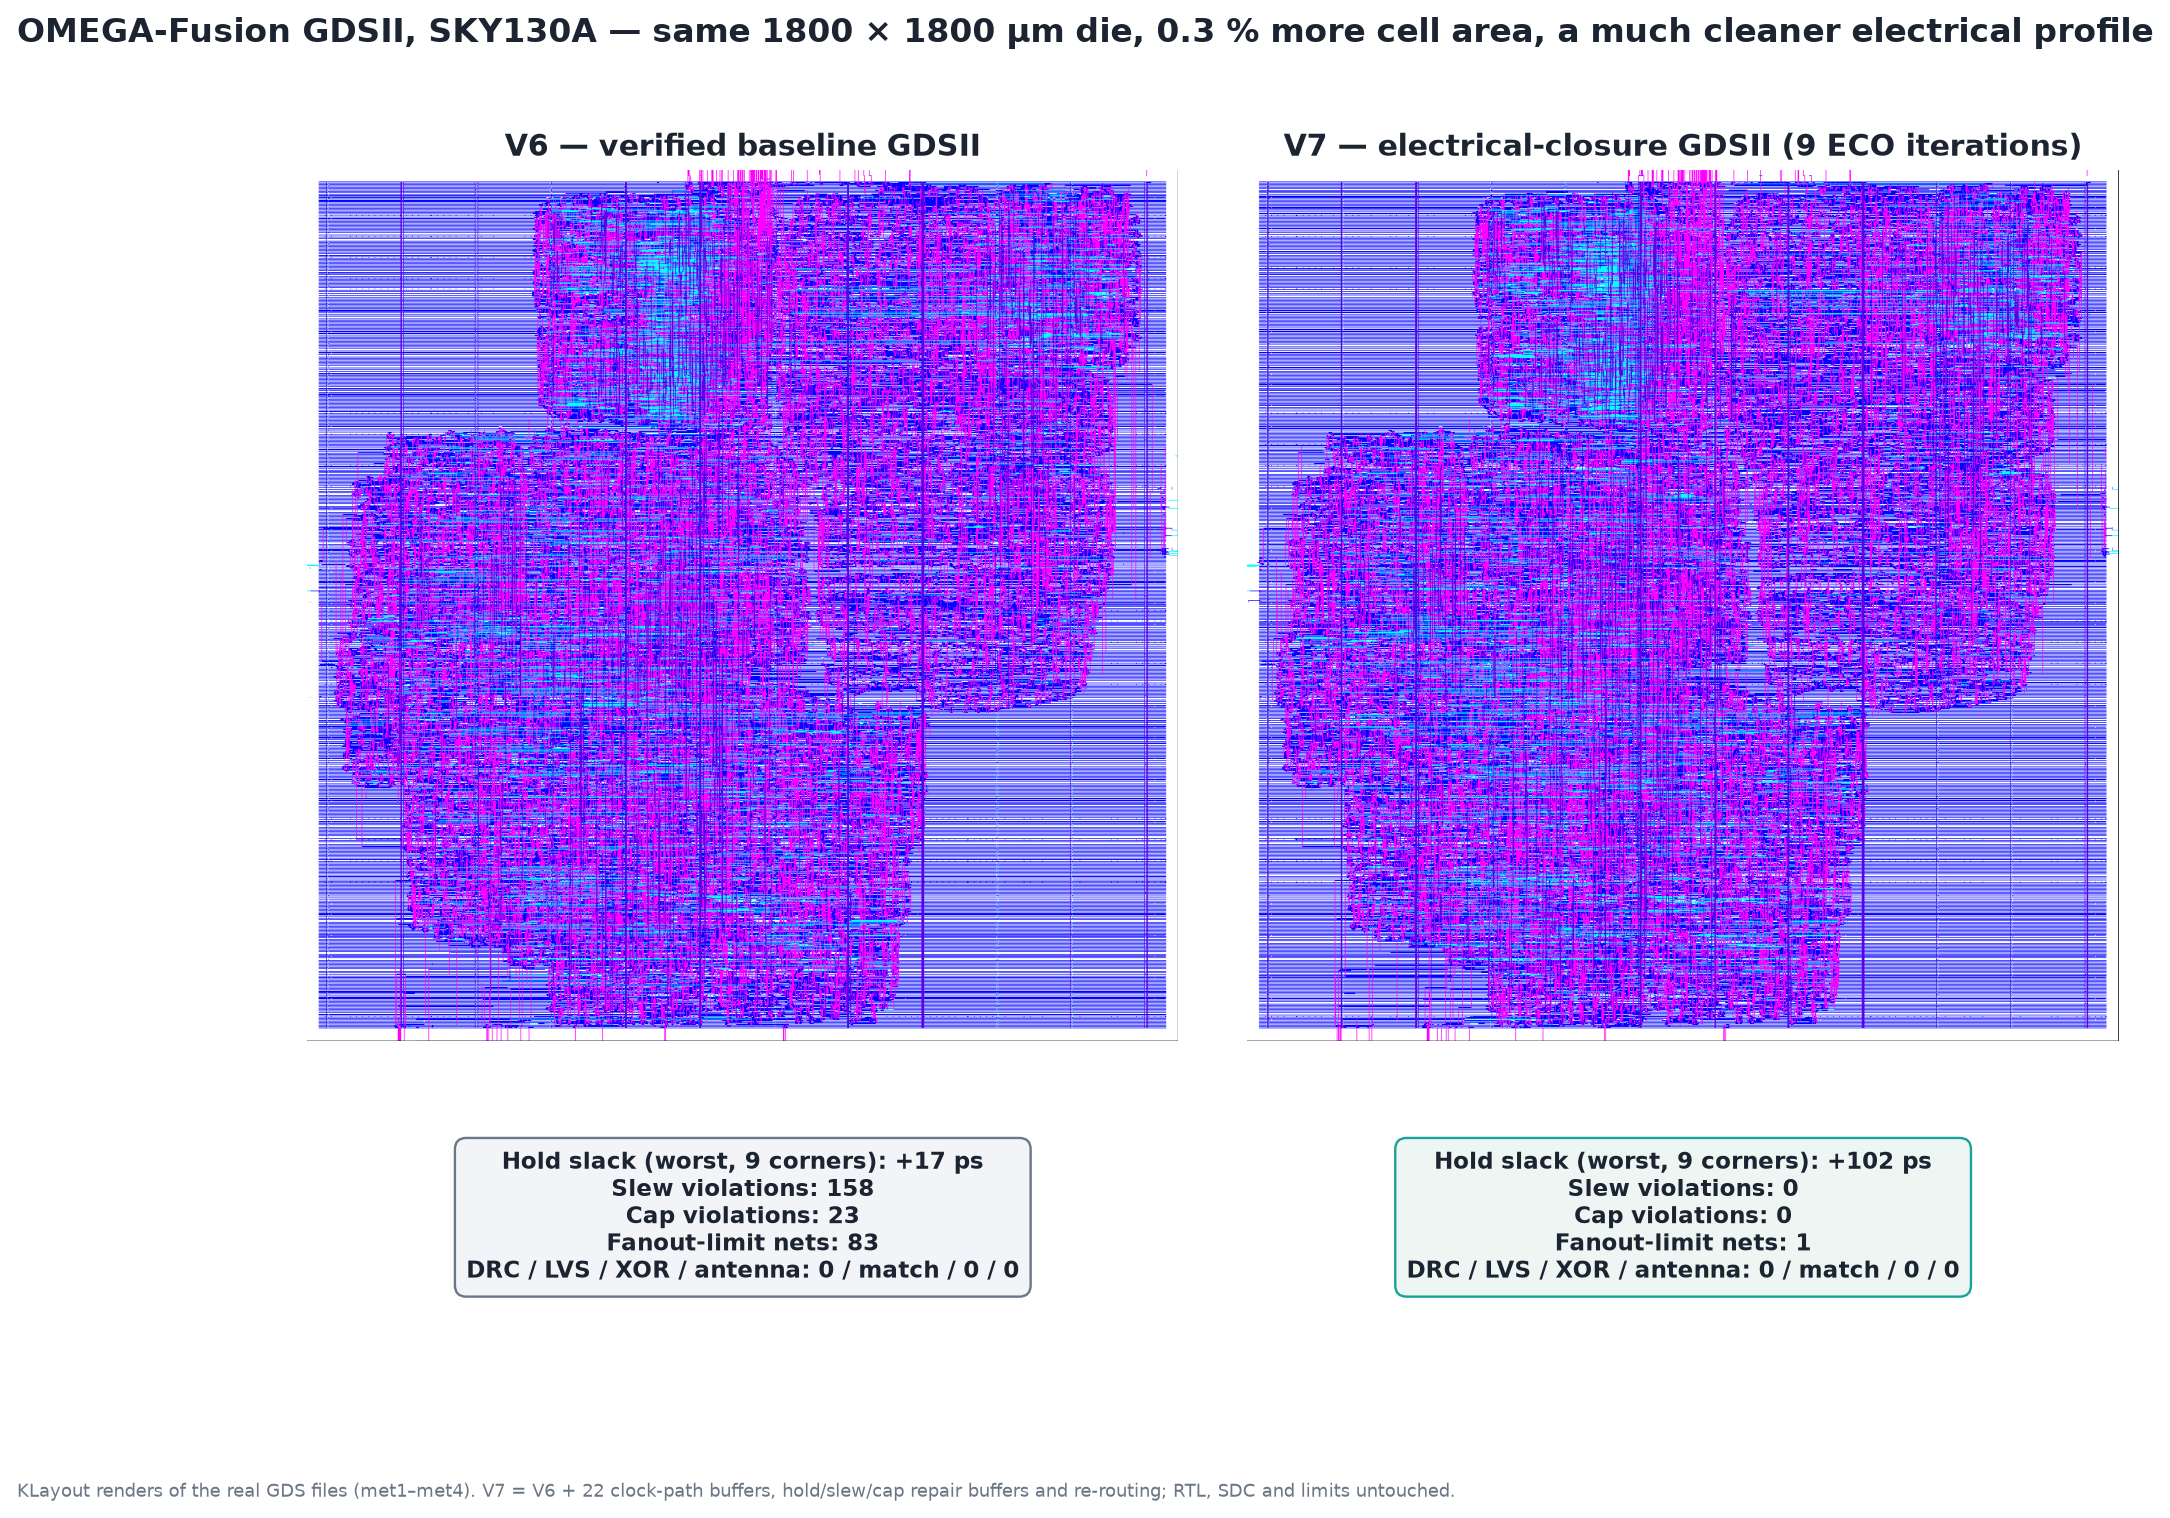 OMEGA-Fusion GDSII, SKY130A — same 1800 × 1800 µm die, 0.3 % more cell area, a much cleaner electrical profile
V6 — verified baseline GDSII
V7 — electrical-closure GDSII (9 ECO iterations)
Hold slack (worst, 9 corners): +17 ps
Slew violations: 158
Cap violations: 23
Fanout-limit nets: 83
DRC / LVS / XOR / antenna: 0 / match / 0 / 0
Hold slack (worst, 9 corners): +102 ps
Slew violations: 0
Cap violations: 0
Fanout-limit nets: 1
DRC / LVS / XOR / antenna: 0 / match / 0 / 0
KLayout renders of the real GDS files (met1–met4). V7 = V6 + 22 clock-path buffers, hold/slew/cap repair buffers and re-routing; RTL, SDC and limits untouched.